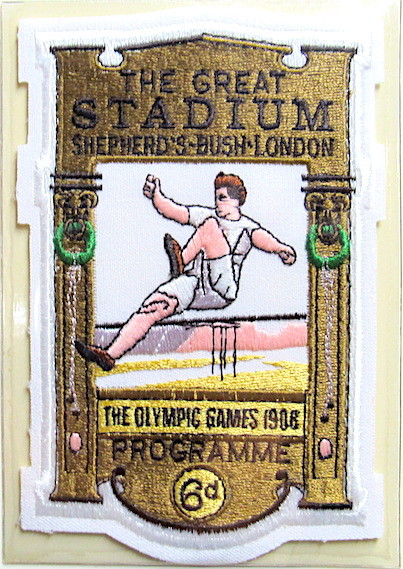 THE GREAT
STADIUM
SHEPHERD'S·BUSH·LONDON
THE OLYMPIC GAMES 1908
PROGRAMME
6d